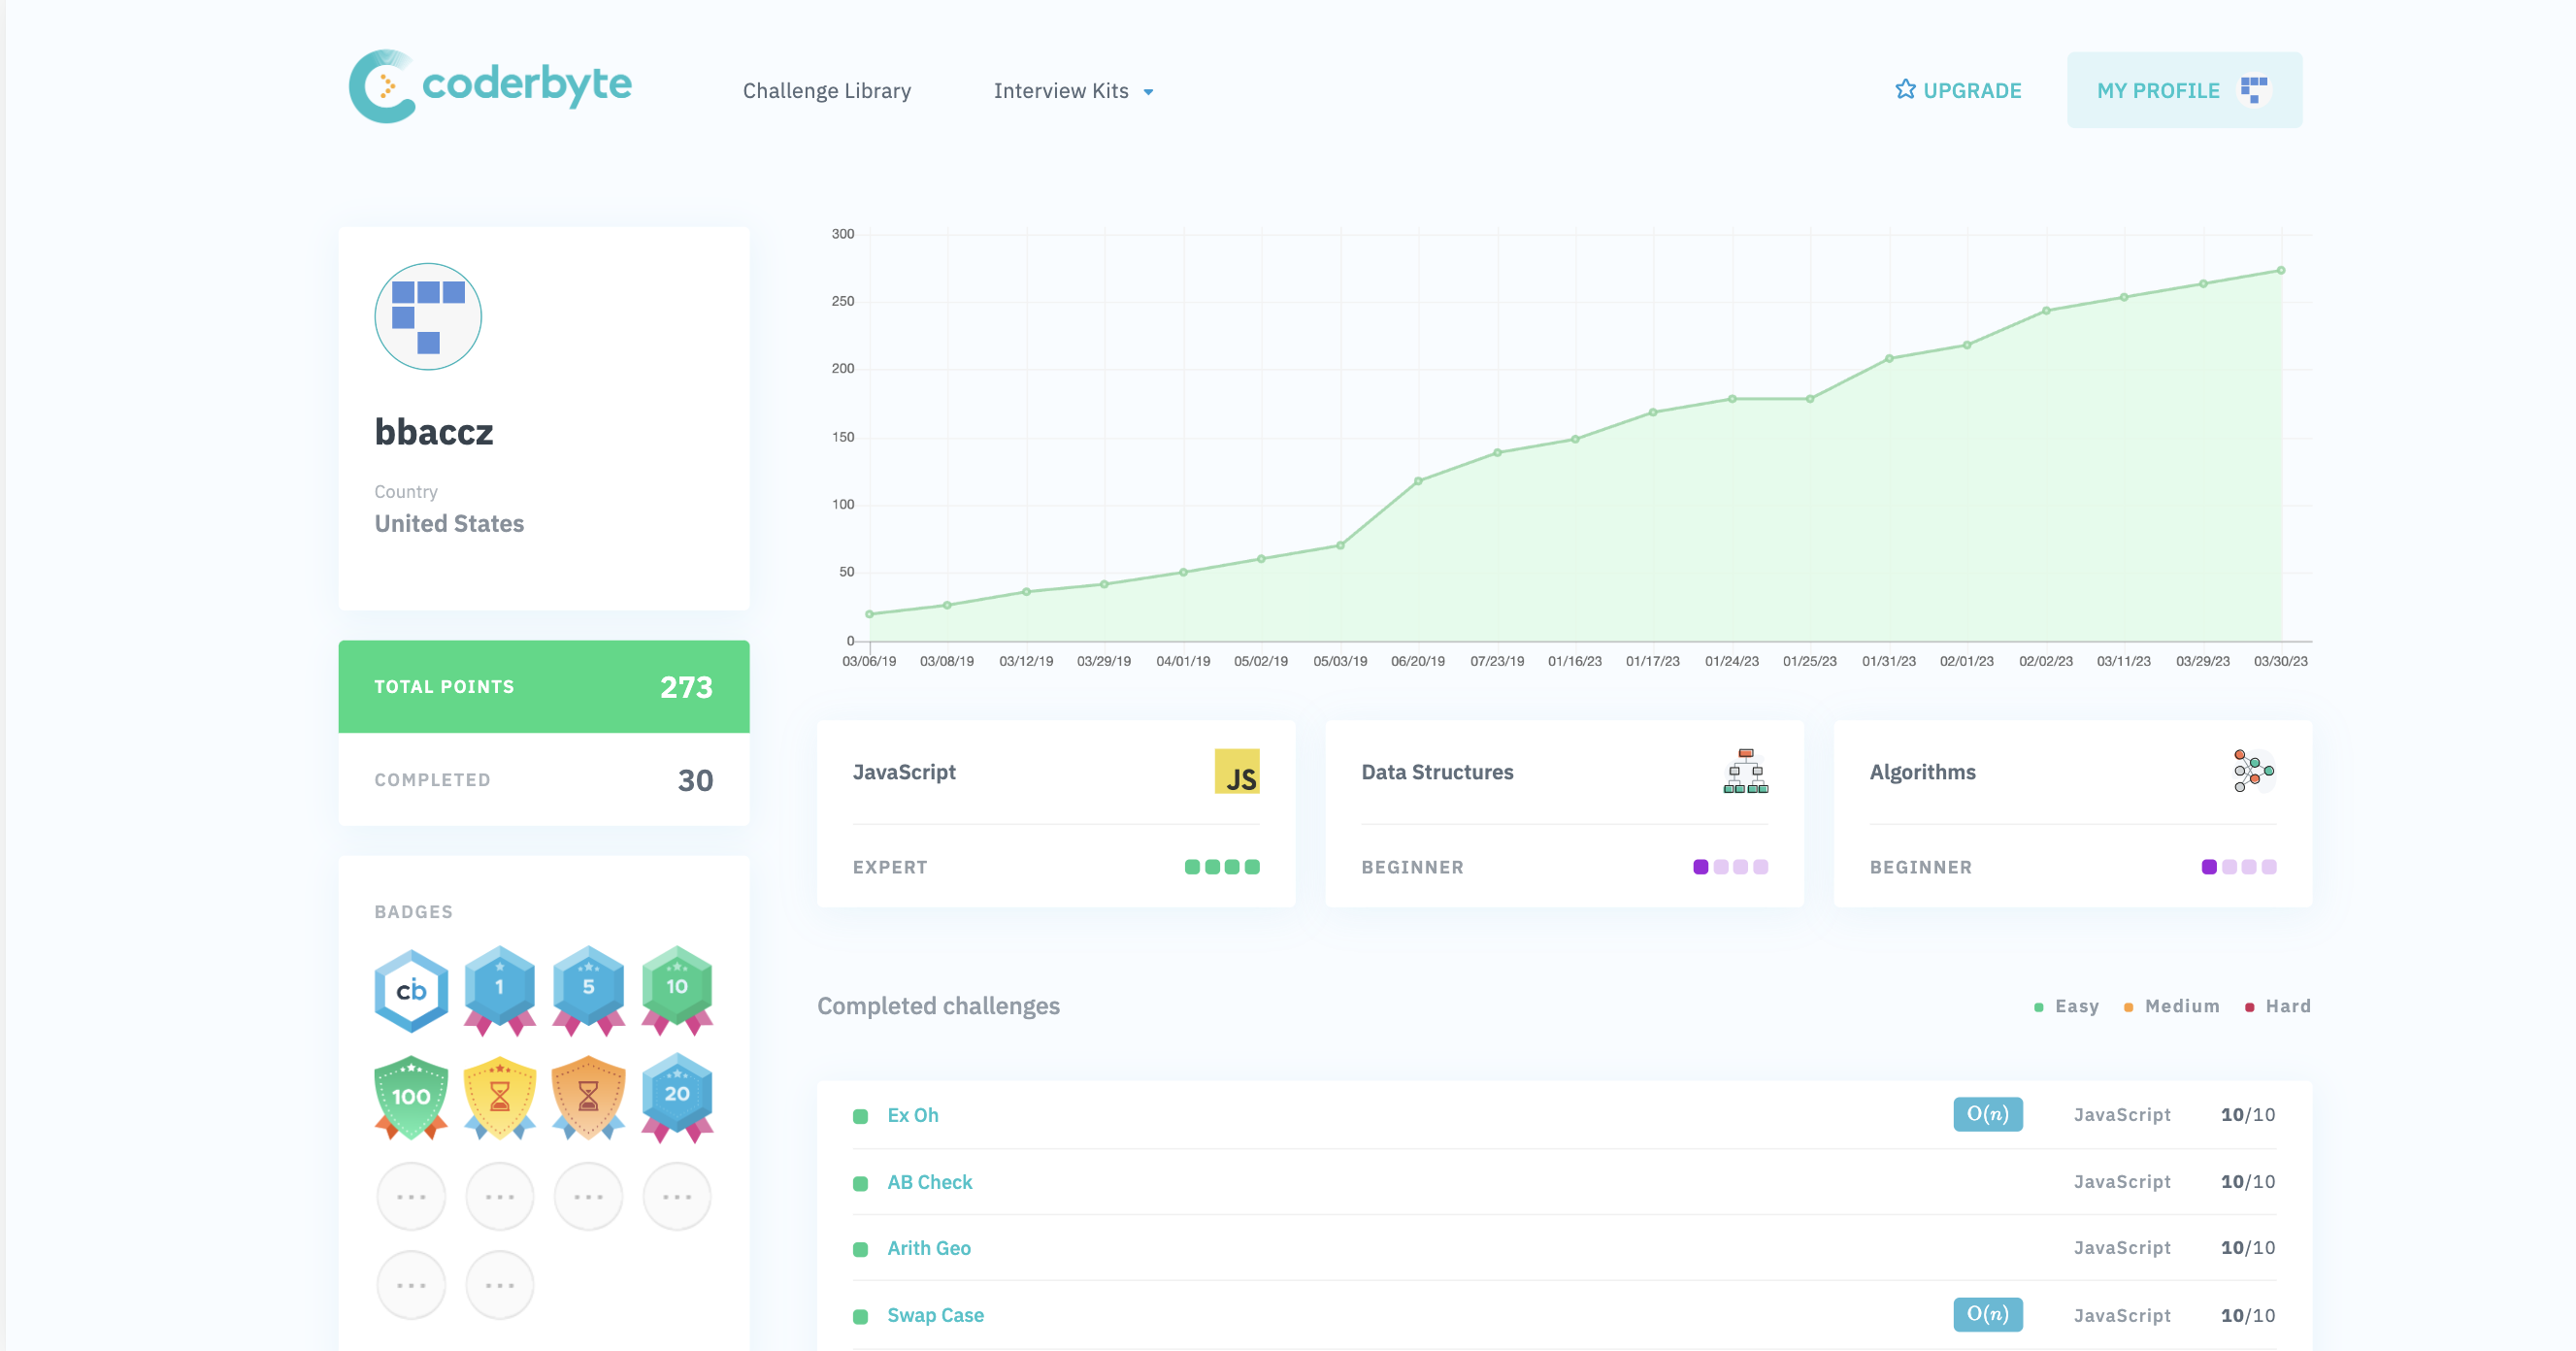 coderbyte
Challenge Library
Interview Kits
UPGRADE
MY PROFILE
bbaccz
Country
United States
TOTAL POINTS 273
COMPLETED 30
BADGES
cb 1 5 10
100 20
300
250
200
150
100
50
0
03/06/19 03/08/19 03/12/19 03/29/19 04/01/19 05/02/19 05/03/19 06/20/19 07/23/19 01/16/23 01/17/23 01/24/23 01/25/23 01/31/23 02/01/23 02/02/23 03/11/23 03/29/23 03/30/23
JavaScript JS
EXPERT
Data Structures
BEGINNER
Algorithms
BEGINNER
Completed challenges
Easy Medium Hard
Ex Oh O(n) JavaScript 10/10
AB Check JavaScript 10/10
Arith Geo JavaScript 10/10
Swap Case O(n) JavaScript 10/10